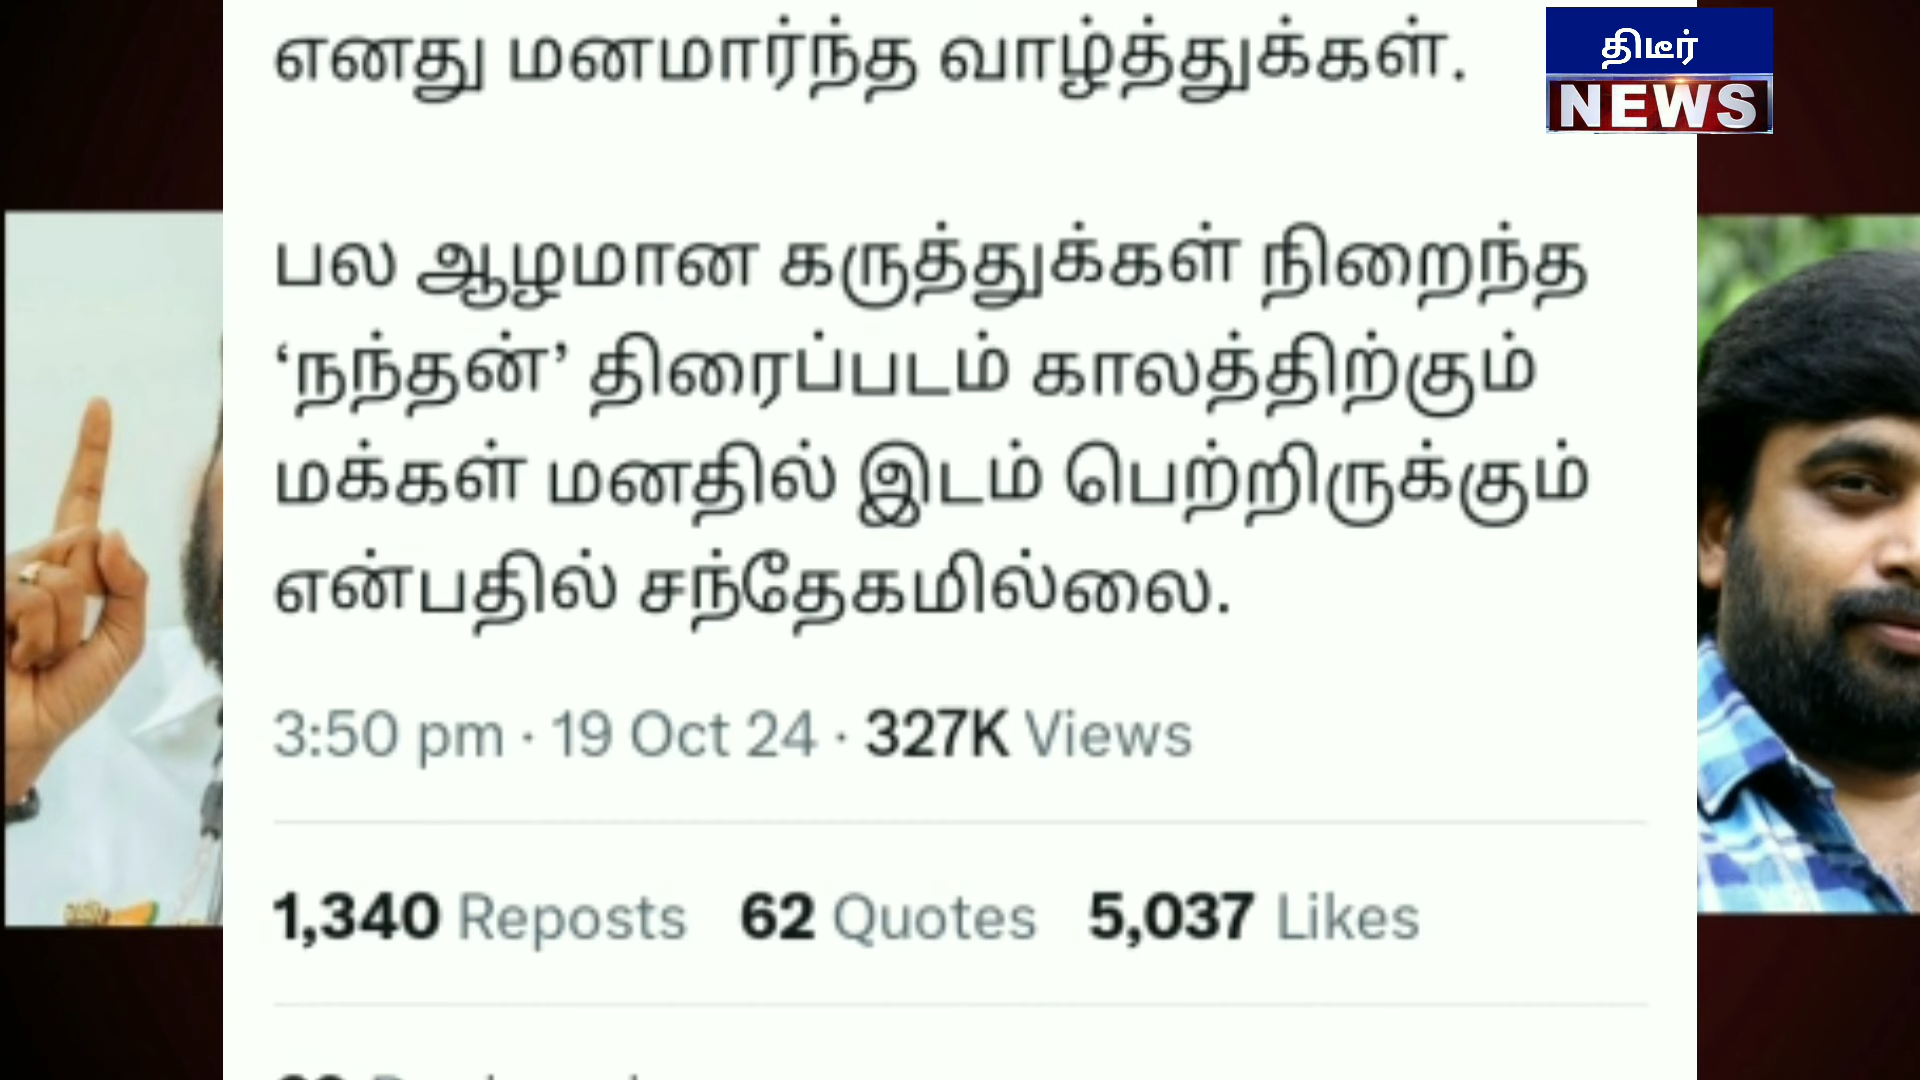 எனது மனமார்ந்த வாழ்த்துக்கள்.
திடீர்
NEWS
பல ஆழமான கருத்துக்கள் நிறைந்த
‘நந்தன்’ திரைப்படம் காலத்திற்கும்
மக்கள் மனதில் இடம் பெற்றிருக்கும்
என்பதில் சந்தேகமில்லை.
3:50 pm · 19 Oct 24 · 327K Views
1,340 Reposts 62 Quotes 5,037 Likes